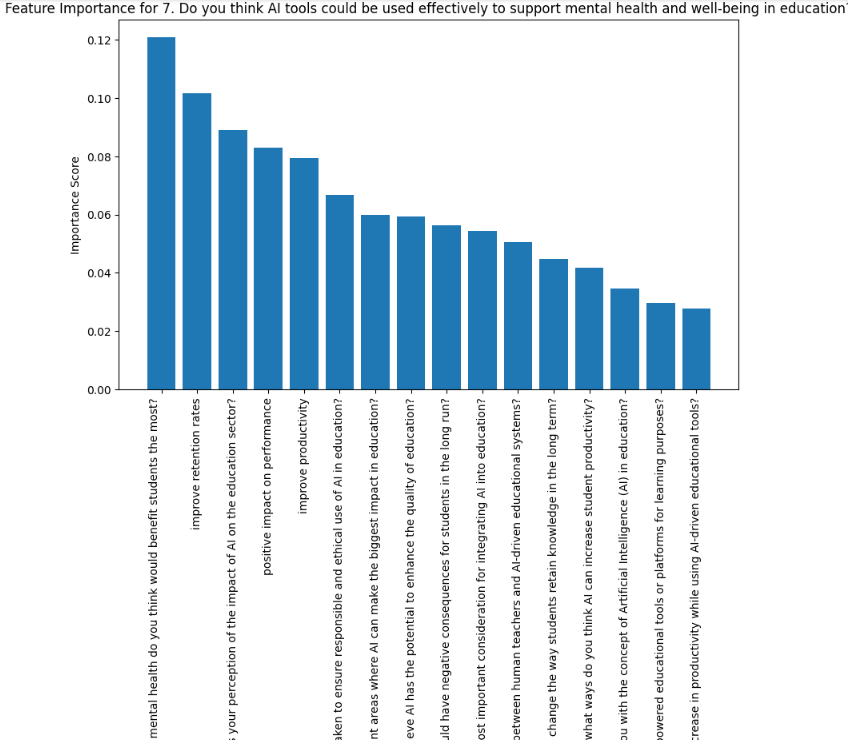 Feature Importance for 7. Do you think AI tools could be used effectively to support mental health and well-being in education?
0.12
0.10
0.08
0.06
0.04
0.02
0.00
Importance Score
mental health do you think would benefit students the most?
improve retention rates
your perception of the impact of AI on the education sector?
positive impact on performance
improve productivity
to ensure responsible and ethical use of AI in education?
areas where AI can make the biggest impact in education?
AI has the potential to enhance the quality of education?
have negative consequences for students in the long run?
important consideration for integrating AI into education?
between human teachers and AI-driven educational systems?
change the way students retain knowledge in the long term?
what ways do you think AI can increase student productivity?
with the concept of Artificial Intelligence (AI) in education?
educational tools or platforms for learning purposes?
in productivity while using AI-driven educational tools?